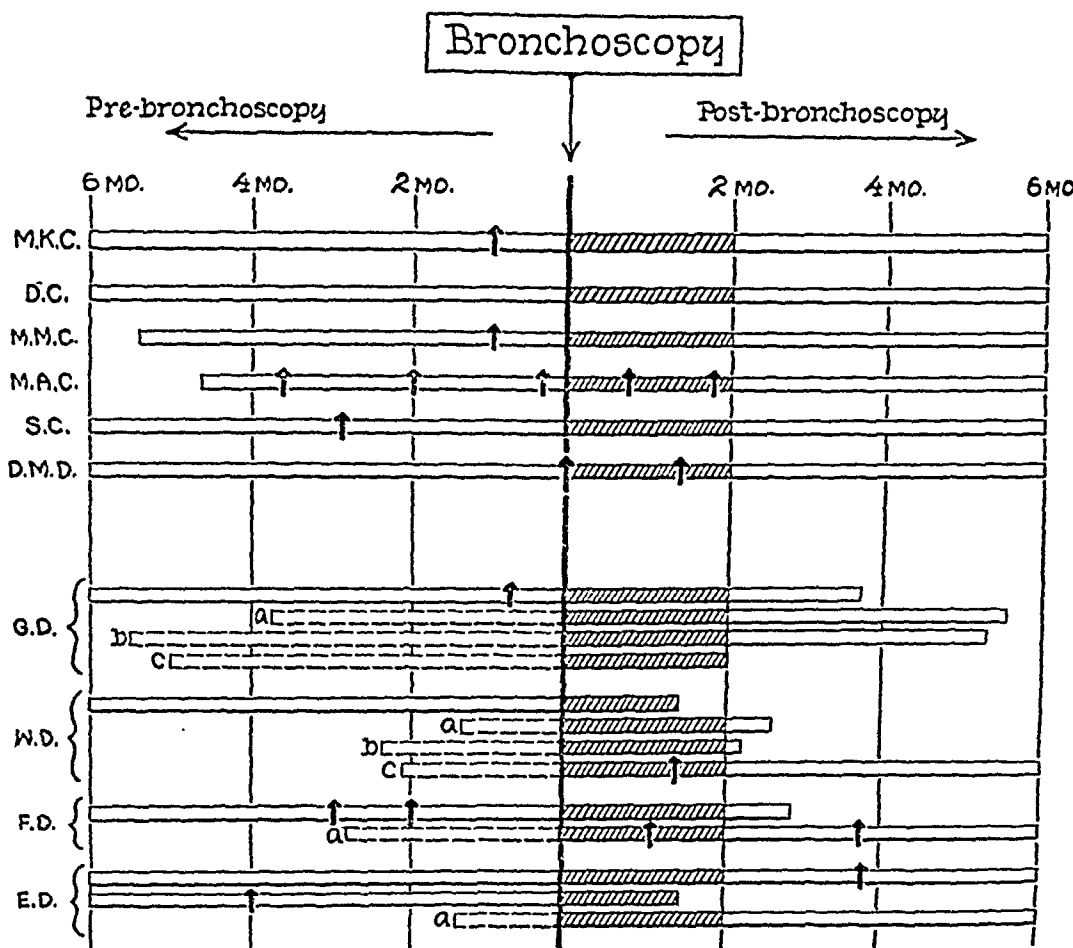 Bronchoscopy
Pre-bronchoscopy Post-bronchoscopy
6 MO. 4 MO. 2 MO. 2 MO. 4 MO. 6 MO
M.K.C.
D.C.
M.M.C.
M.A.C.
S.C.
D.M.D.
G.D.
a
b
c
W.D.
a
b
c
F.D.
a
E.D.
a